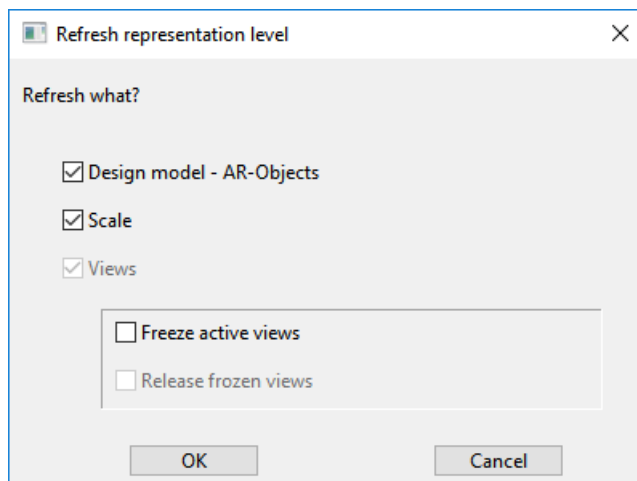 Refresh representation level
Refresh what?
Design model - AR-Objects
Scale
Views
Freeze active views
Release frozen views
OK Cancel